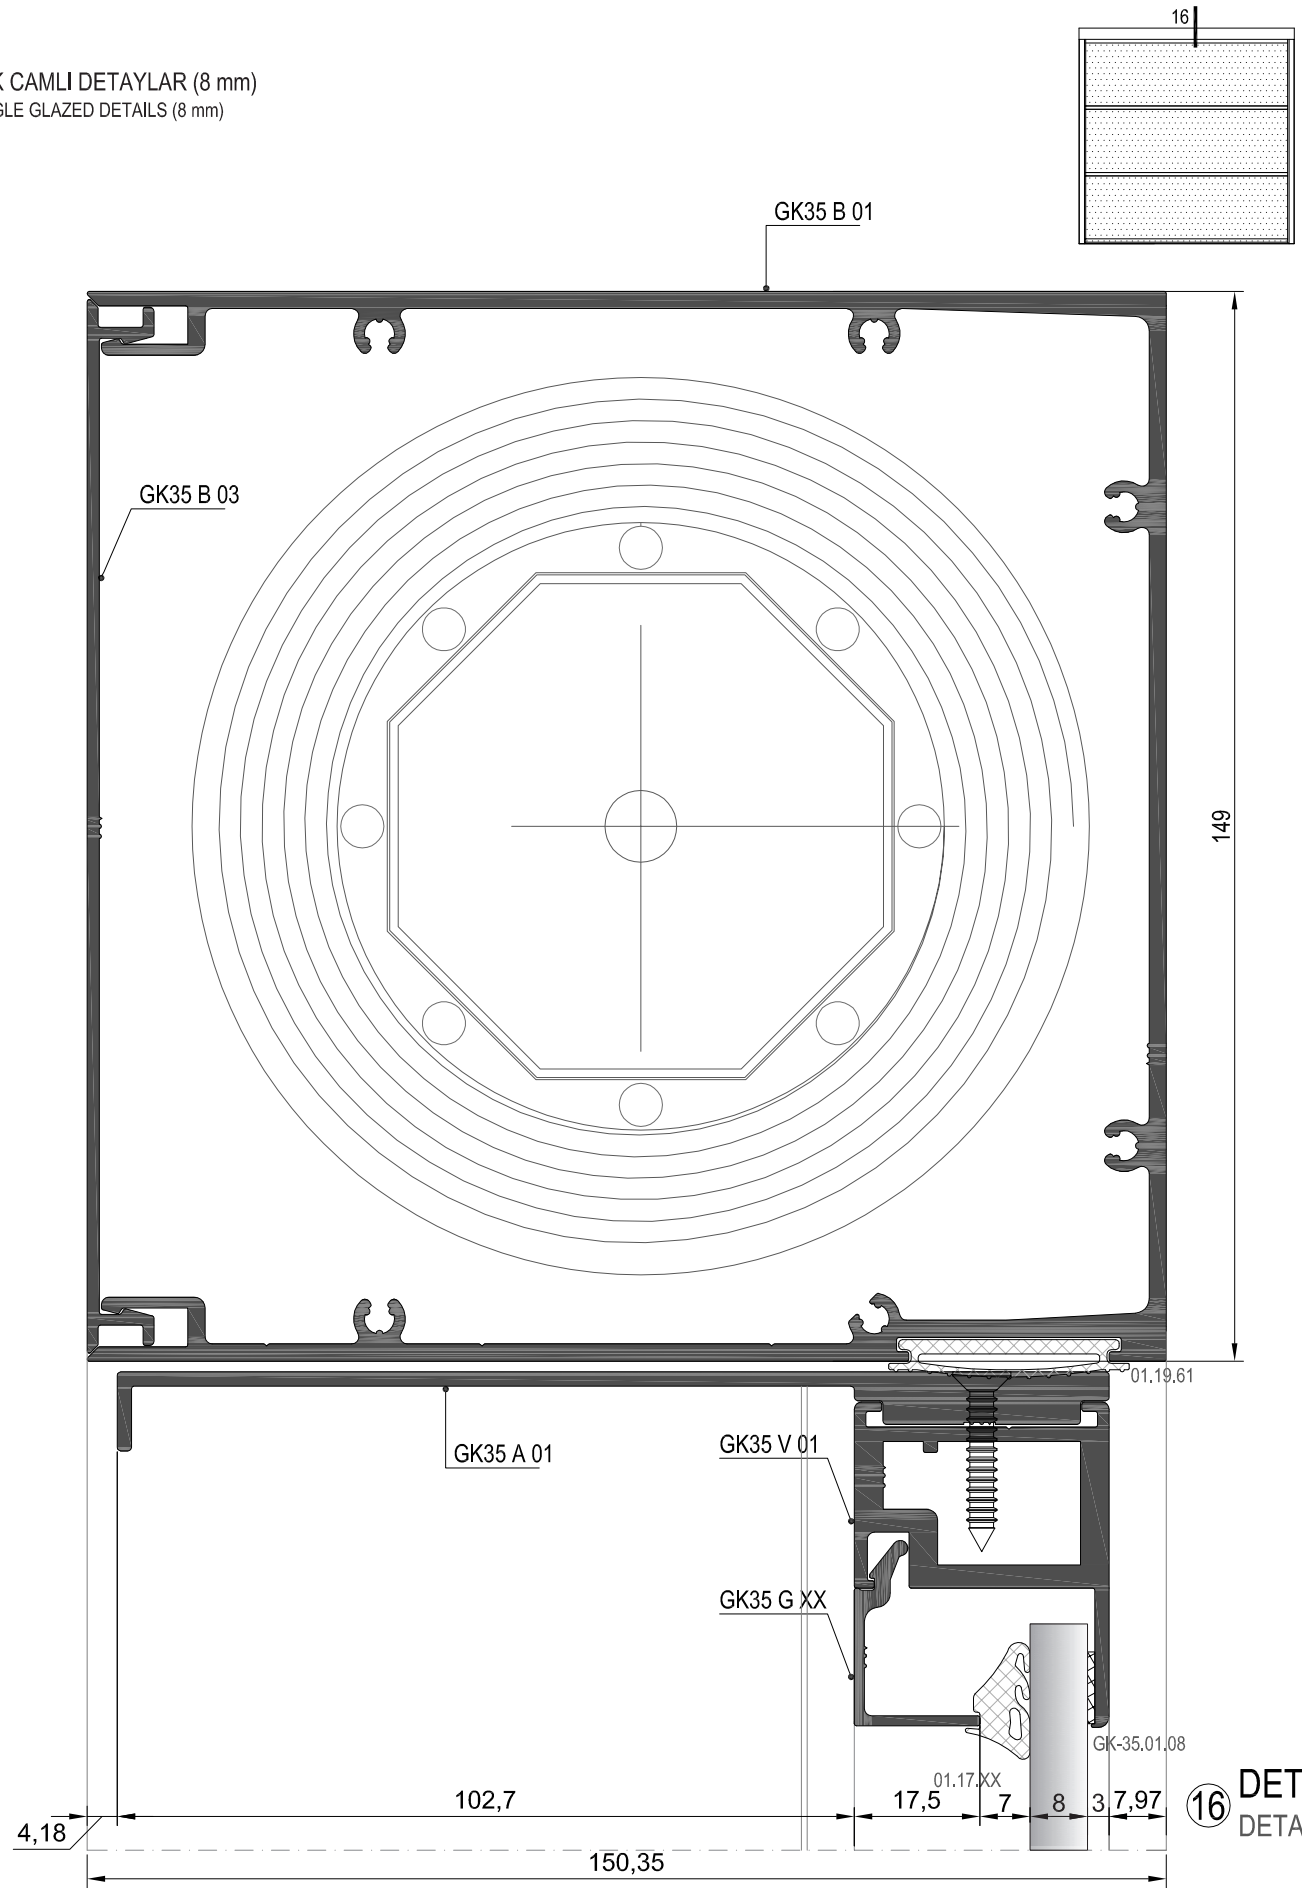 16
K CAMLI DETAYLAR (8 mm)
GLE GLAZED DETAILS (8 mm)
GK35 B 01
GK35 B 03
149
01.19.61
GK35 A 01
GK35 V 01
GK35 G XX
GK-35.01.08
01.17.XX
102,7
17,5
7
8
3
7,97
4,18
150,35
16
DET
DETA